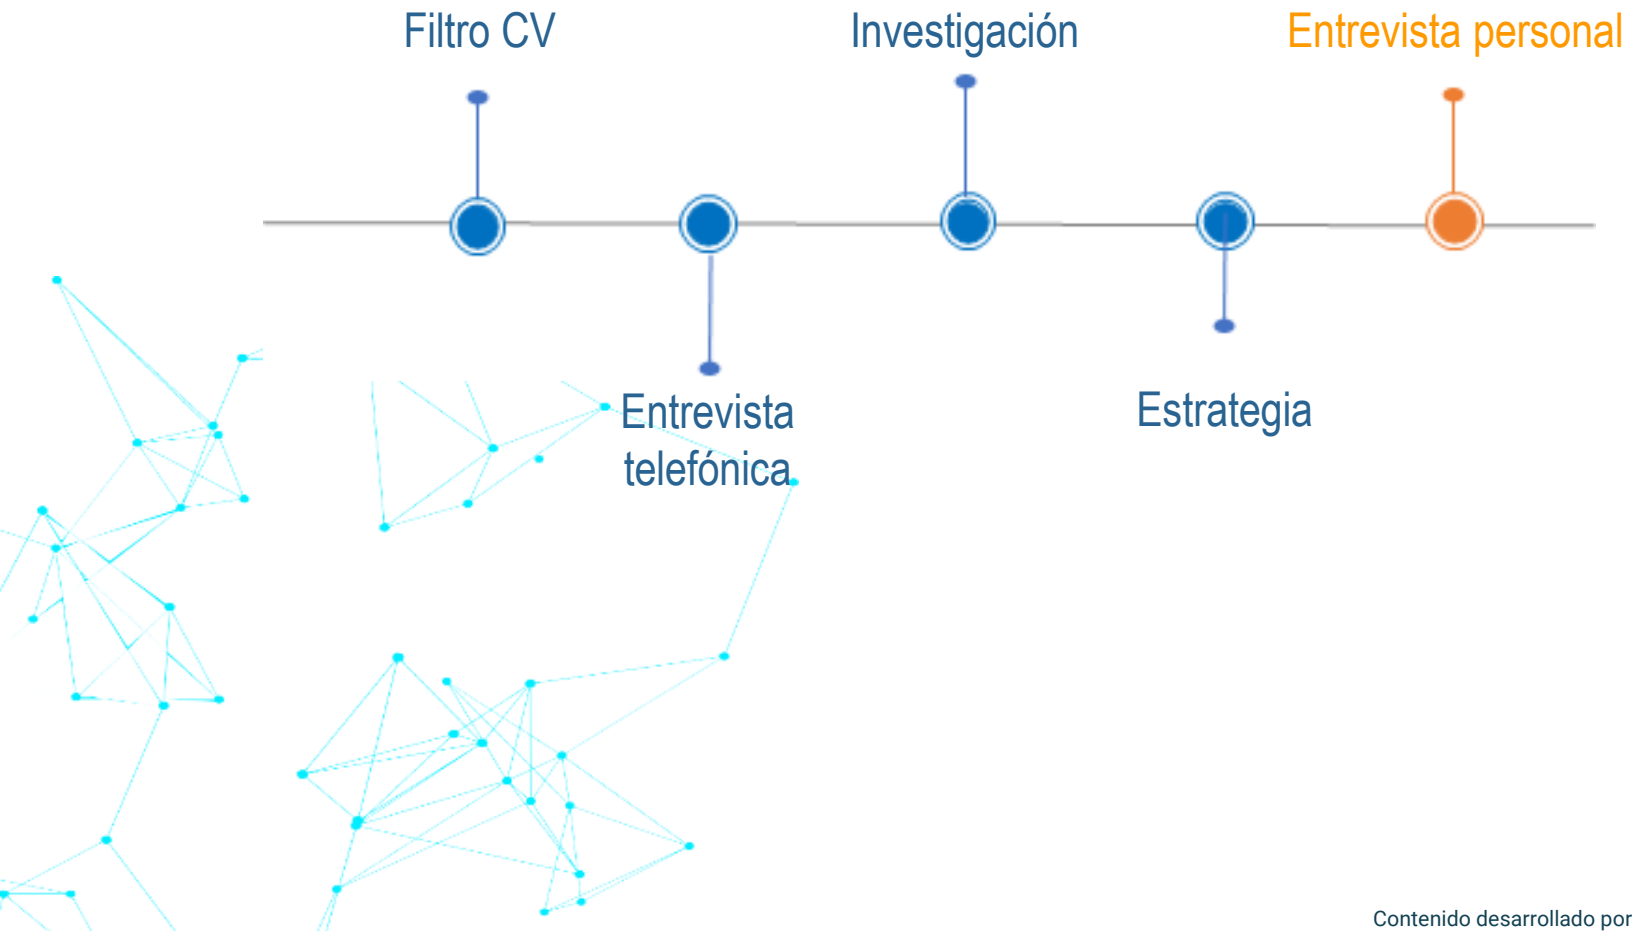 Filtro CV
Investigación
Entrevista personal
Entrevista
telefónica
Estrategia
Contenido desarrollado por